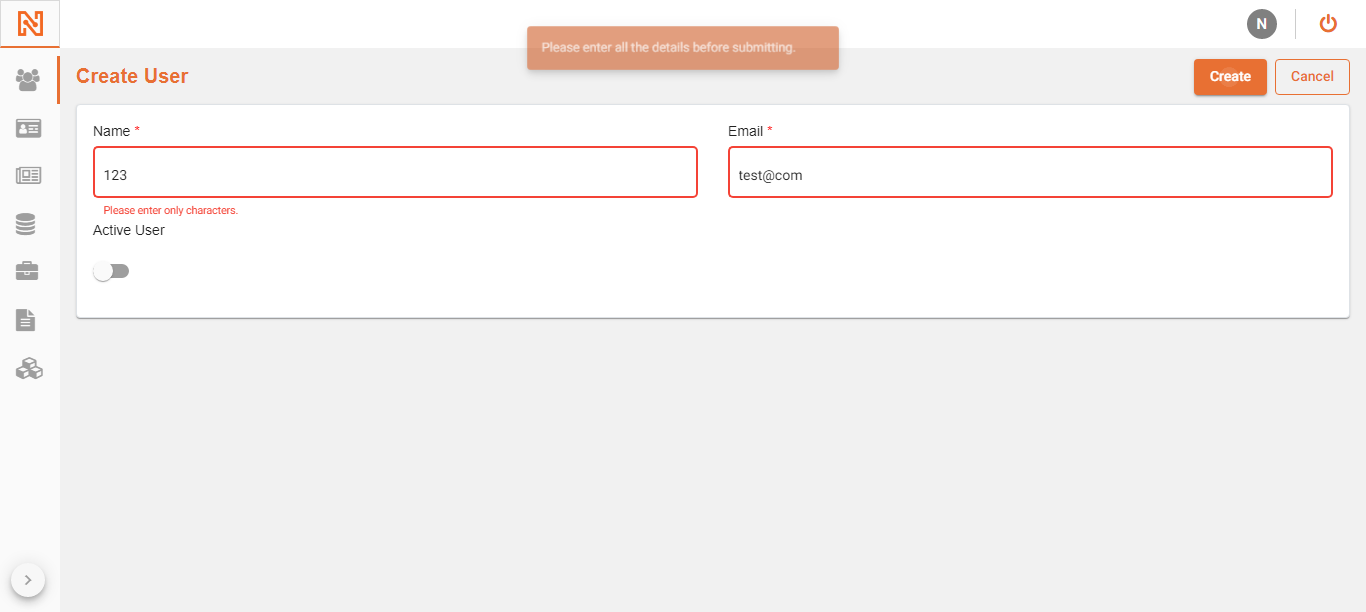 N
Please enter all the details before submitting.
Create User
Create
Cancel
Name *
Email *
123
test@com
Please enter only characters.
Active User